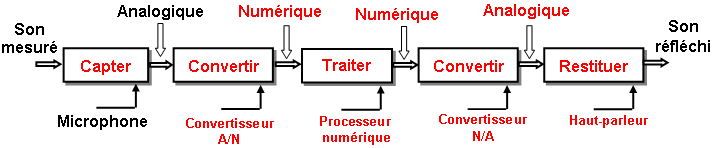 Analogique
Numérique
Numérique
Analogique
Son
mesuré
Son
réfléchi
Capter
Convertir
Traiter
Convertir
Restituer
Microphone
Convertisseur
A/N
Processeur
numérique
Convertisseur
N/A
Haut-parleur